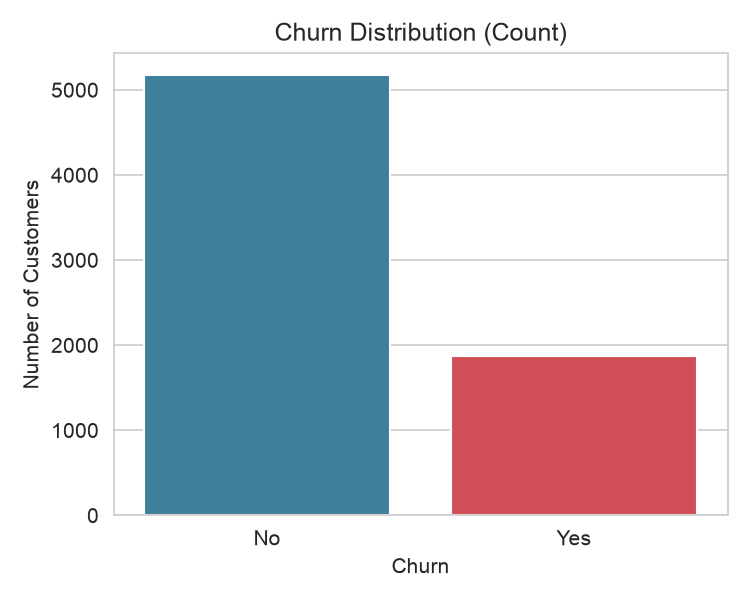 Churn Distribution (Count)
Number of Customers
5000
4000
3000
2000
1000
0
No
Yes
Churn